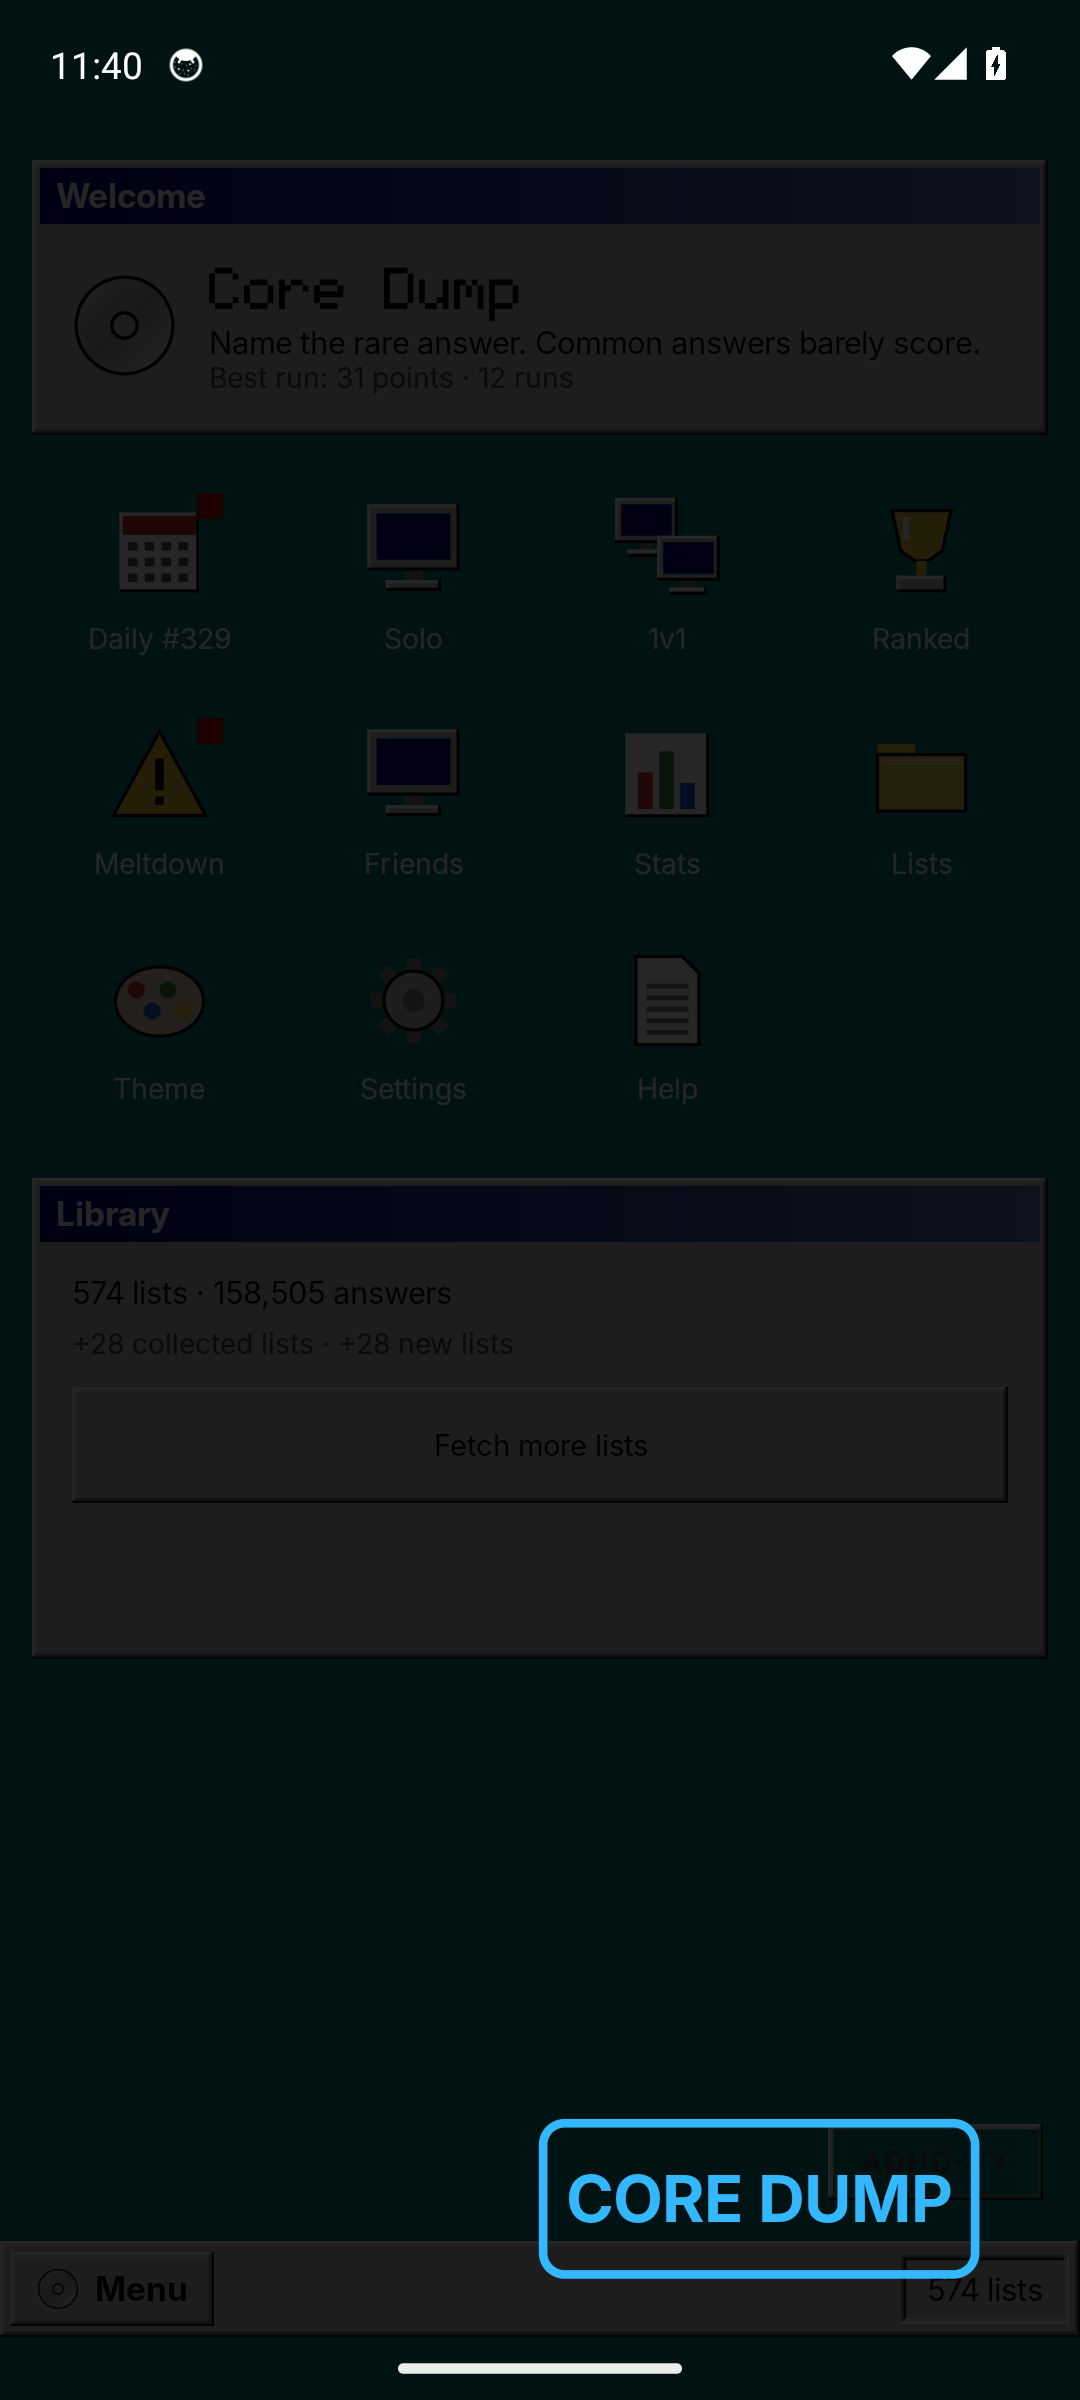 11:40
Welcome
Core Dump
Name the rare answer. Common answers barely score.
Best run: 31 points · 12 runs
Daily #329
Solo
1v1
Ranked
Meltdown
Friends
Stats
Lists
Theme
Settings
Help
Library
574 lists · 158,505 answers
+28 collected lists · +28 new lists
Fetch more lists
CORE DUMP
Menu
574 lists